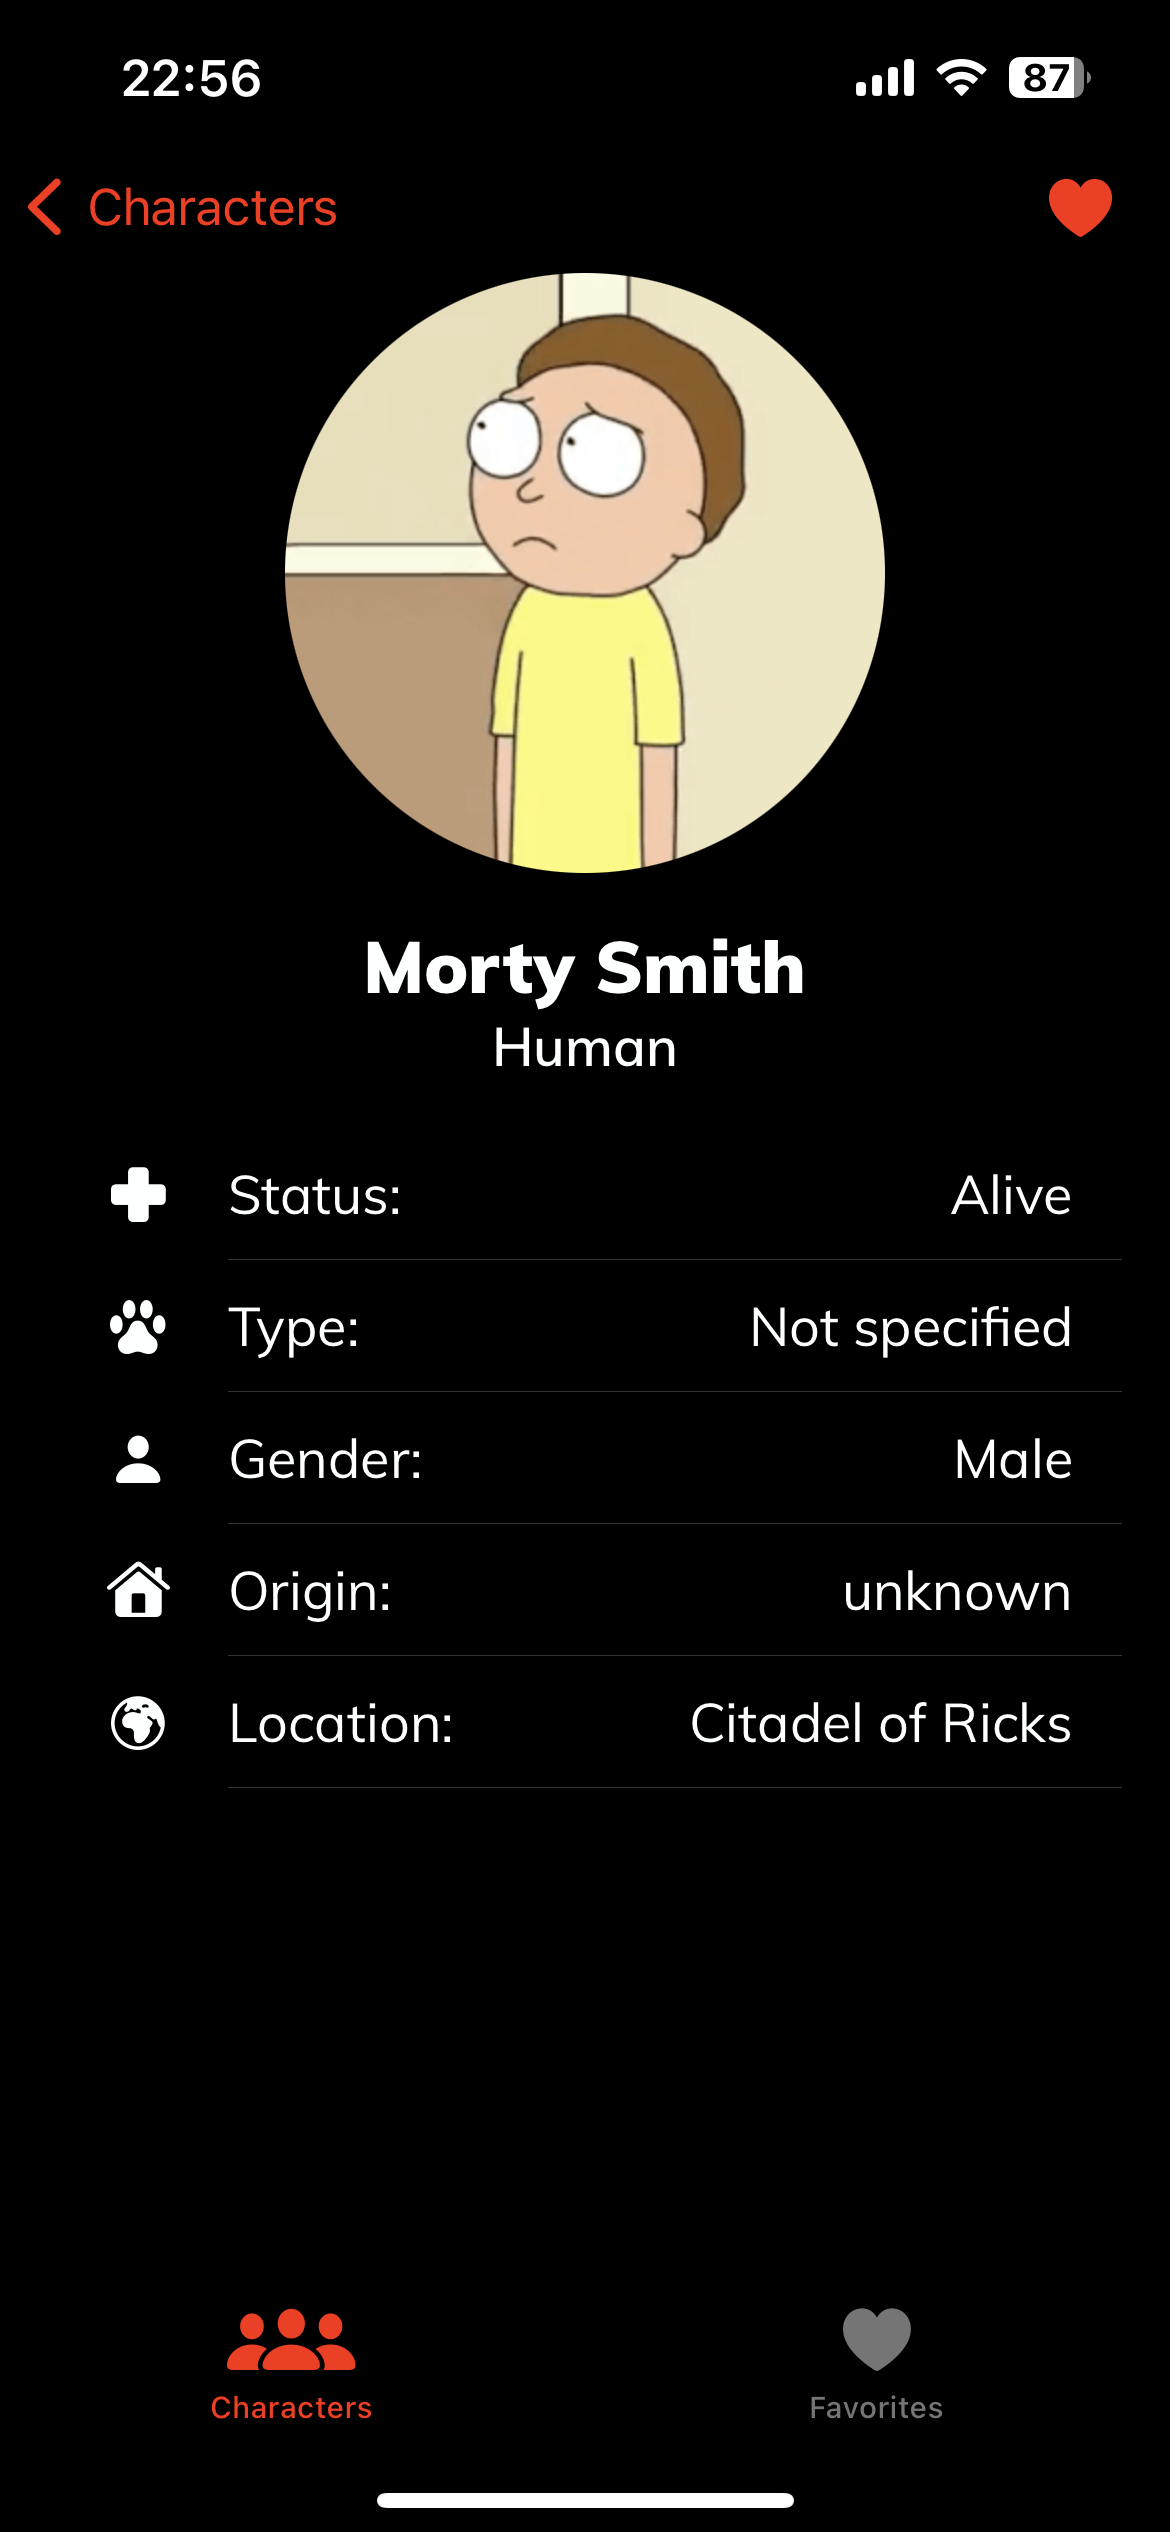 22:56
87
Characters
Morty Smith
Human
Status: Alive
Type: Not specified
Gender: Male
Origin: unknown
Location: Citadel of Ricks
Characters Favorites